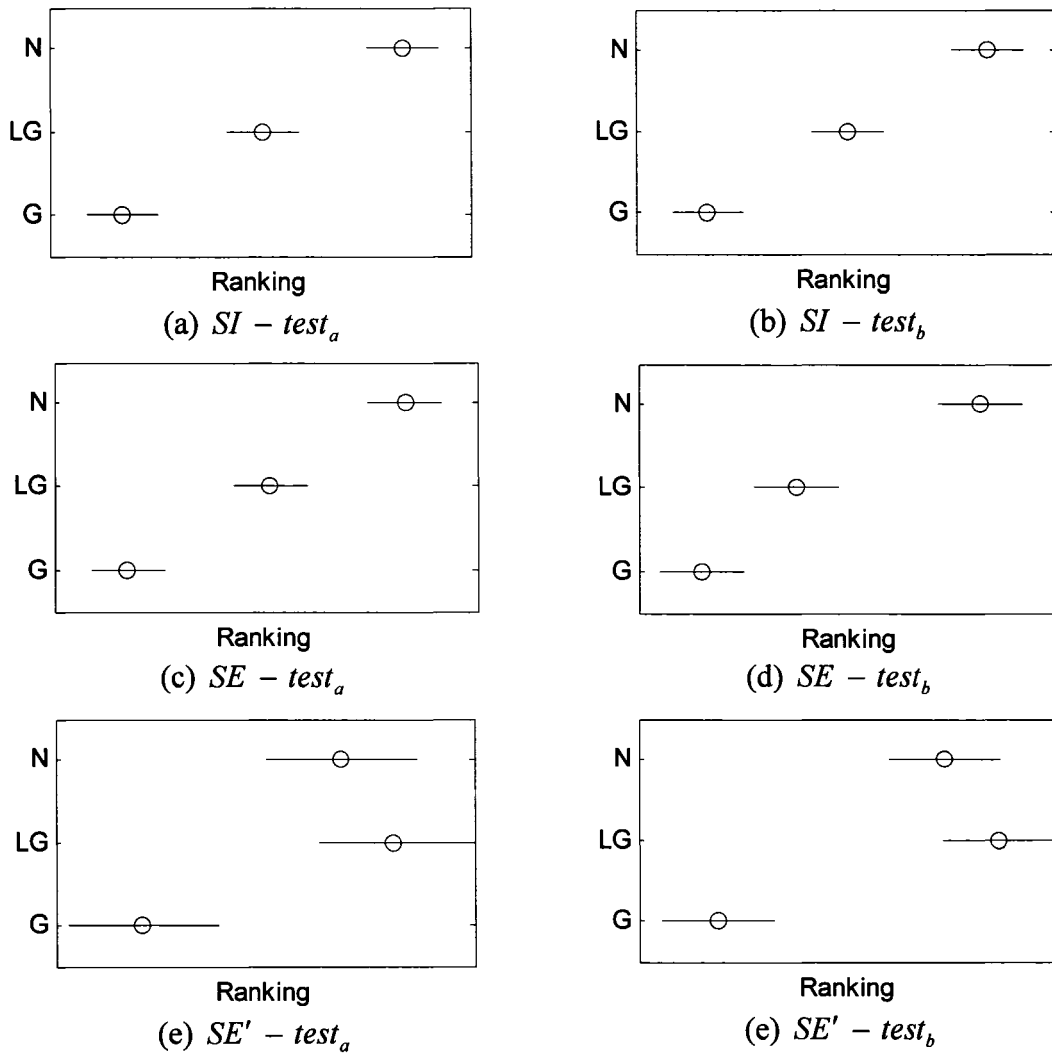 N
LG
G
Ranking
(a) SI – test_a
N
LG
G
Ranking
(b) SI – test_b
N
LG
G
Ranking
(c) SE – test_a
N
LG
G
Ranking
(d) SE – test_b
N
LG
G
Ranking
(e) SE' – test_a
N
LG
G
Ranking
(e) SE' – test_b